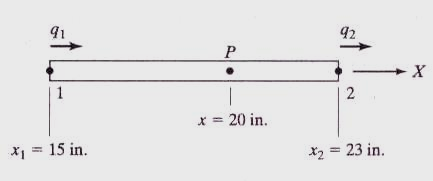 q₁ q₂
P
X
1 2
x = 20 in.
x₁ = 15 in. x₂ = 23 in.